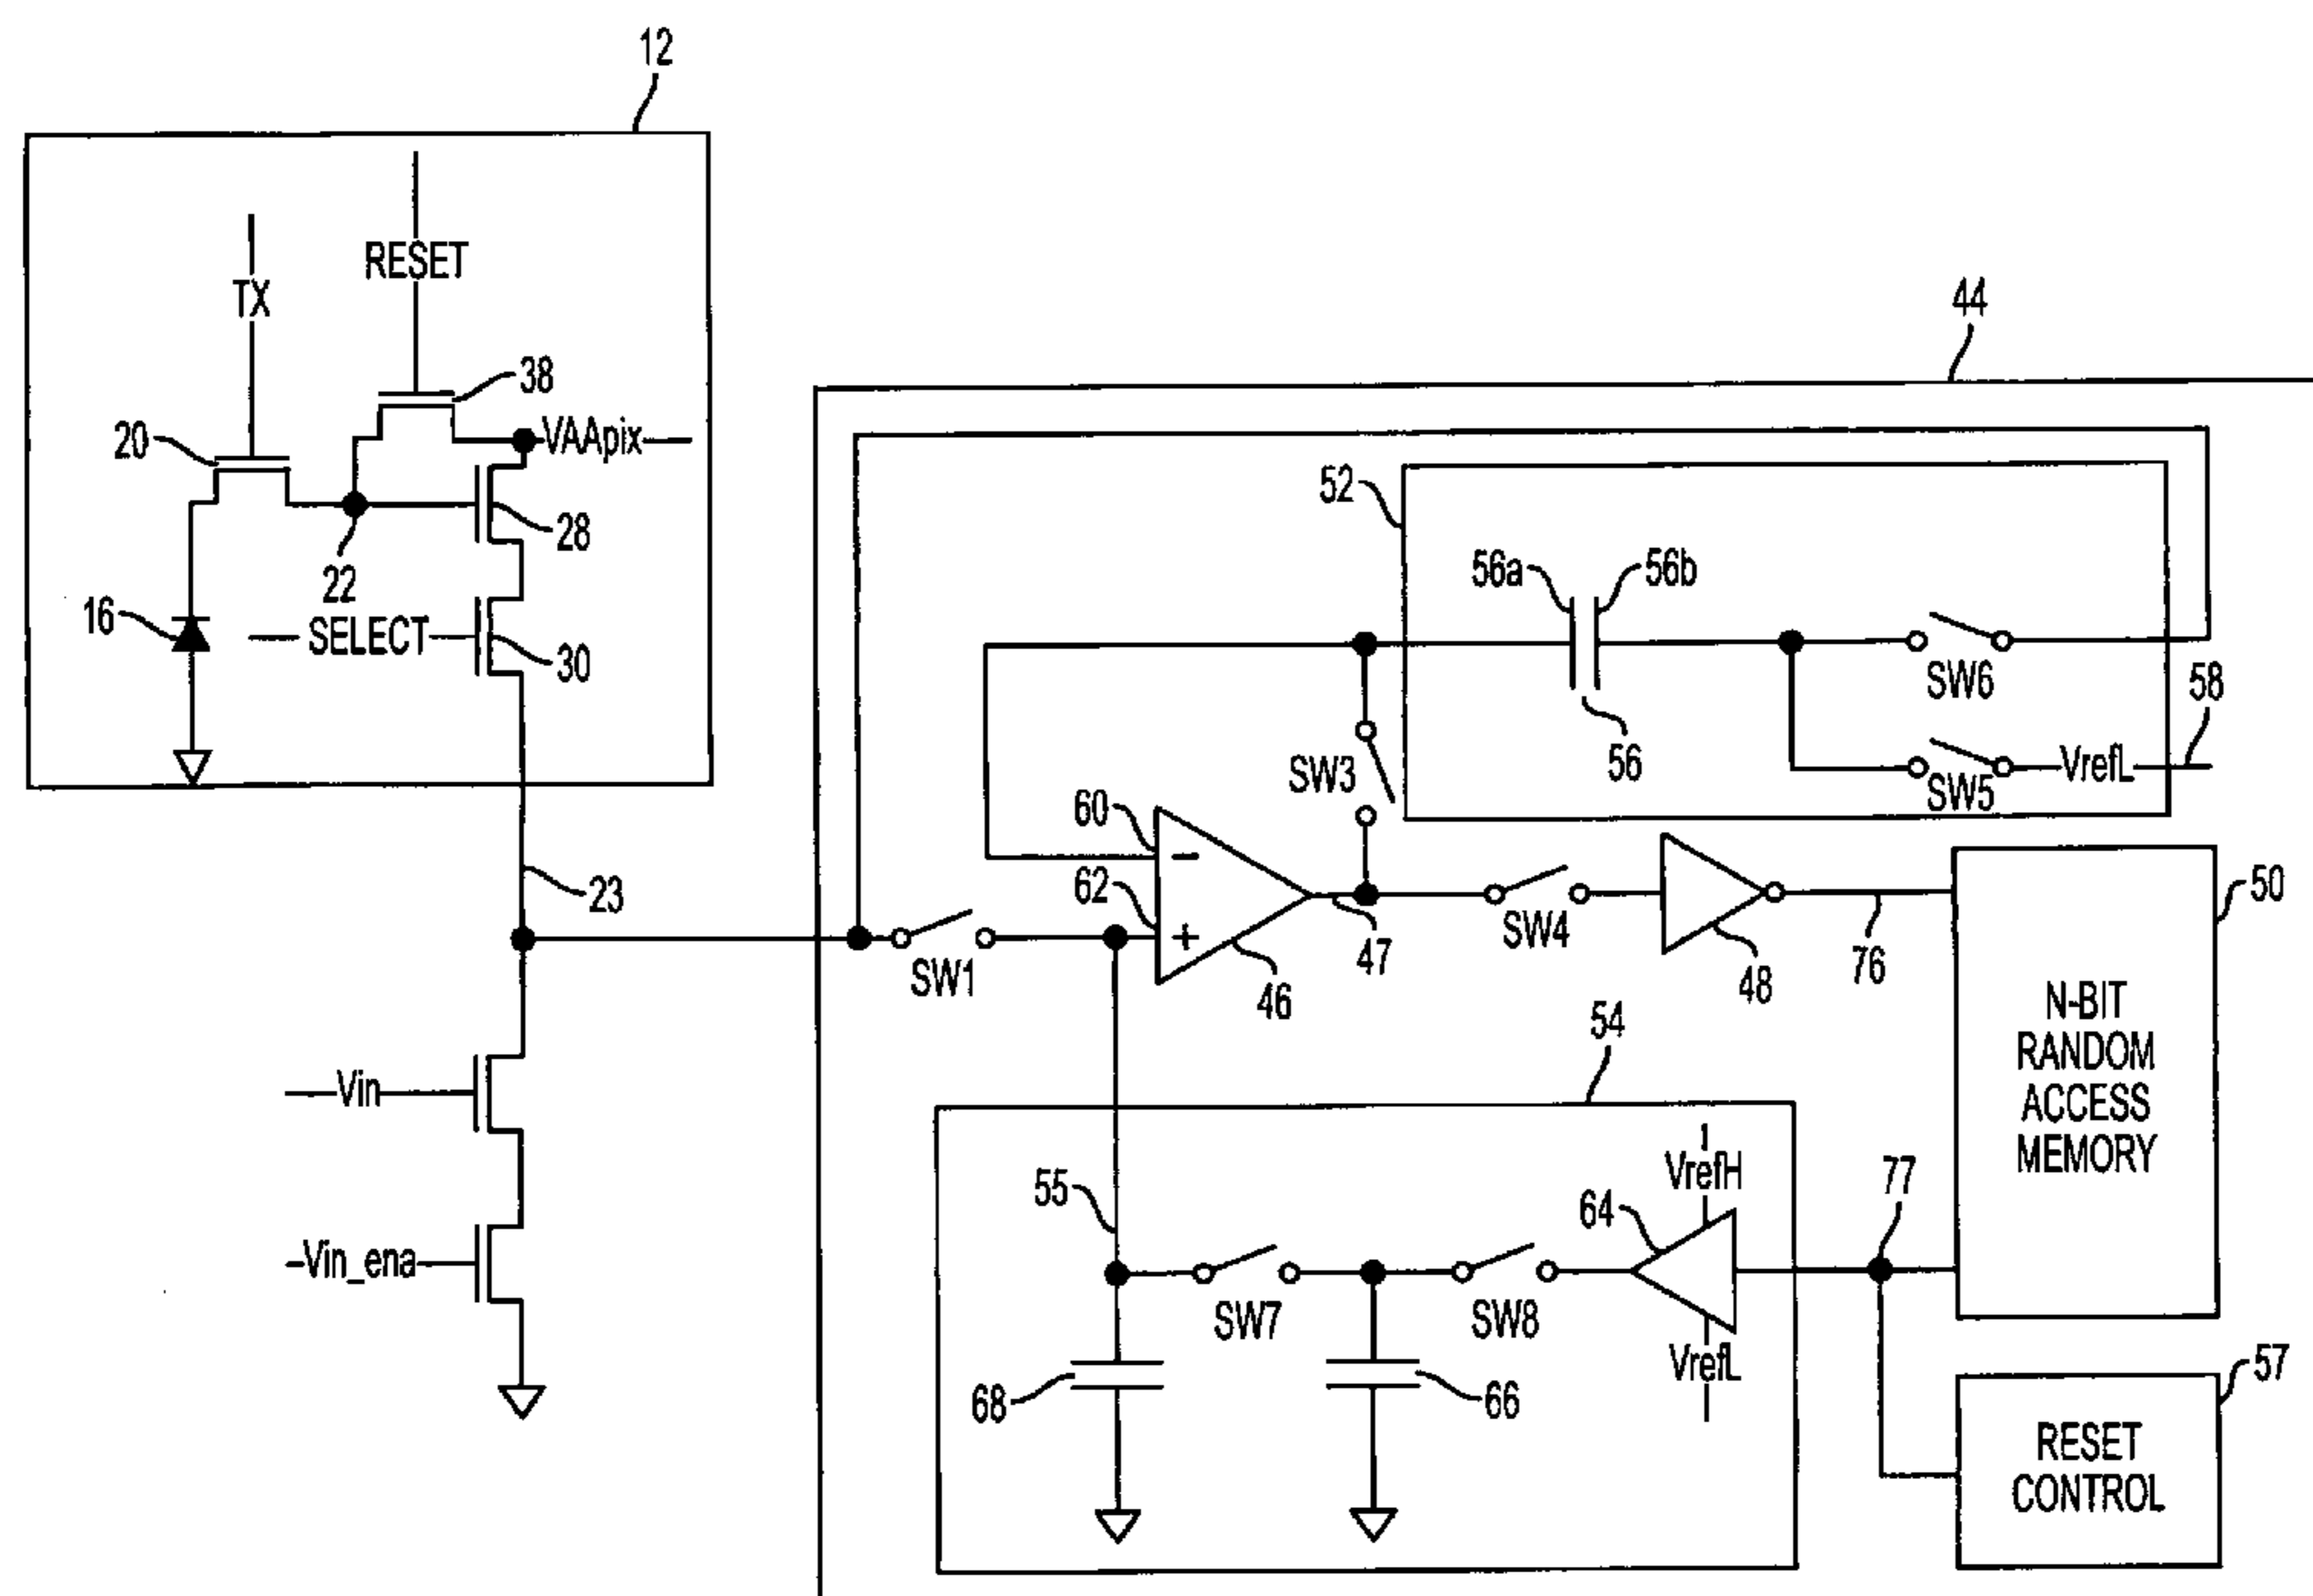 12
RESET
TX
44
38
VAApix
20
52
28
56a
56b
22
16
SELECT
30
SW6
58
56
SW3
VrefL
SW5
60
23
62
50
SW4
SW1
47
76
46
48
N-BIT
RANDOM
ACCESS
MEMORY
54
Vin
VrefH
77
55
64
Vin_ena
SW7
SW8
VrefL
57
68
66
RESET
CONTROL